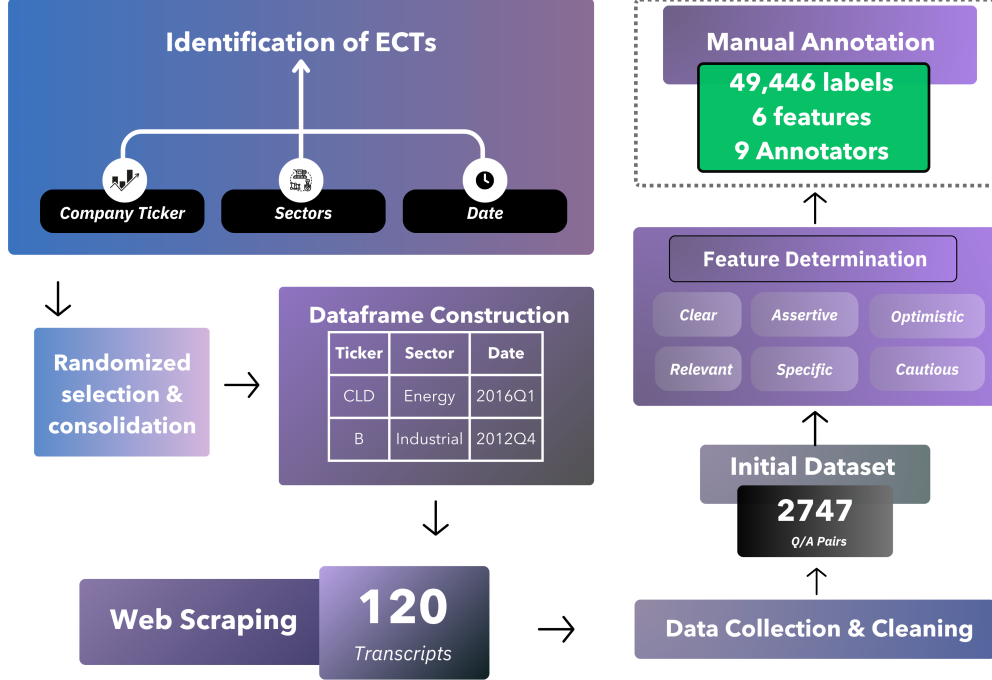 Identification of ECTs
Company Ticker
Sectors
Date
Randomized
selection &
consolidation
Dataframe Construction
Ticker Sector Date
CLD Energy 2016Q1
B Industrial 2012Q4
Web Scraping
120
Transcripts
Data Collection & Cleaning
Initial Dataset
2747
Q/A Pairs
Feature Determination
Clear Assertive Optimistic
Relevant Specific Cautious
Manual Annotation
49,446 labels
6 features
9 Annotators